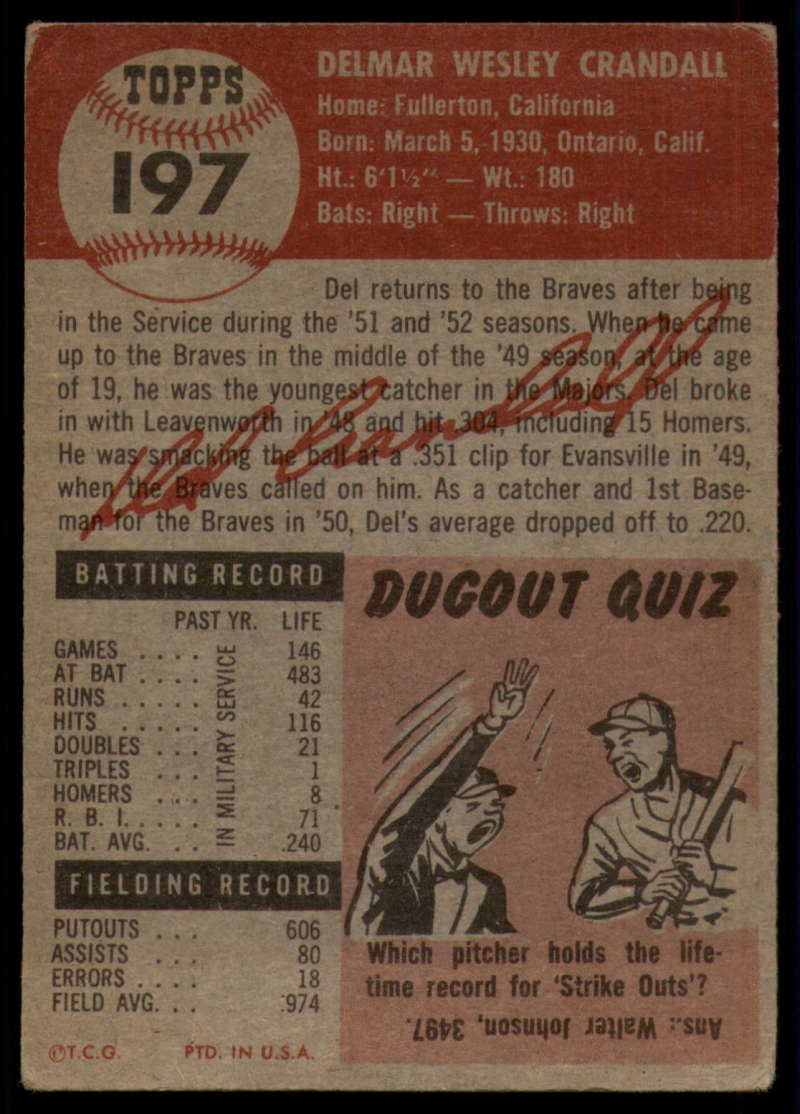 TOPPS
197
DELMAR WESLEY CRANDALL
Home: Fullerton, California
Born: March 5, 1930, Ontario, Calif.
Ht.: 6'1½" — Wt.: 180
Bats: Right — Throws: Right
Del returns to the Braves after being
in the Service during the '51 and '52 seasons. When he came
up to the Braves in the middle of the '49 season, at the age
of 19, he was the youngest catcher in the Majors. Del broke
in with Leavenworth in '48 and hit .304, including 15 Homers.
He was smacking the ball at a .351 clip for Evansville in '49,
when the Braves called on him. As a catcher and 1st Base-
man for the Braves in '50, Del's average dropped off to .220.
Del Crandall
BATTING RECORD
PAST YR. LIFE
GAMES . . . . 146
AT BAT . . . . 483
RUNS . . . . . 42
HITS . . . . . 116
DOUBLES . . . 21
TRIPLES . . . 1
HOMERS . . . . 8
R. B. I. . . . . 71
BAT. AVG. . . .240
IN MILITARY SERVICE
FIELDING RECORD
PUTOUTS . . . 606
ASSISTS . . . 80
ERRORS . . . . 18
FIELD AVG. . . .974
©T.C.G. PTD. IN U.S.A.
DUGOUT QUIZ
Which pitcher holds the life-
time record for 'Strike Outs'?
Ans.: Walter Johnson, 3497.